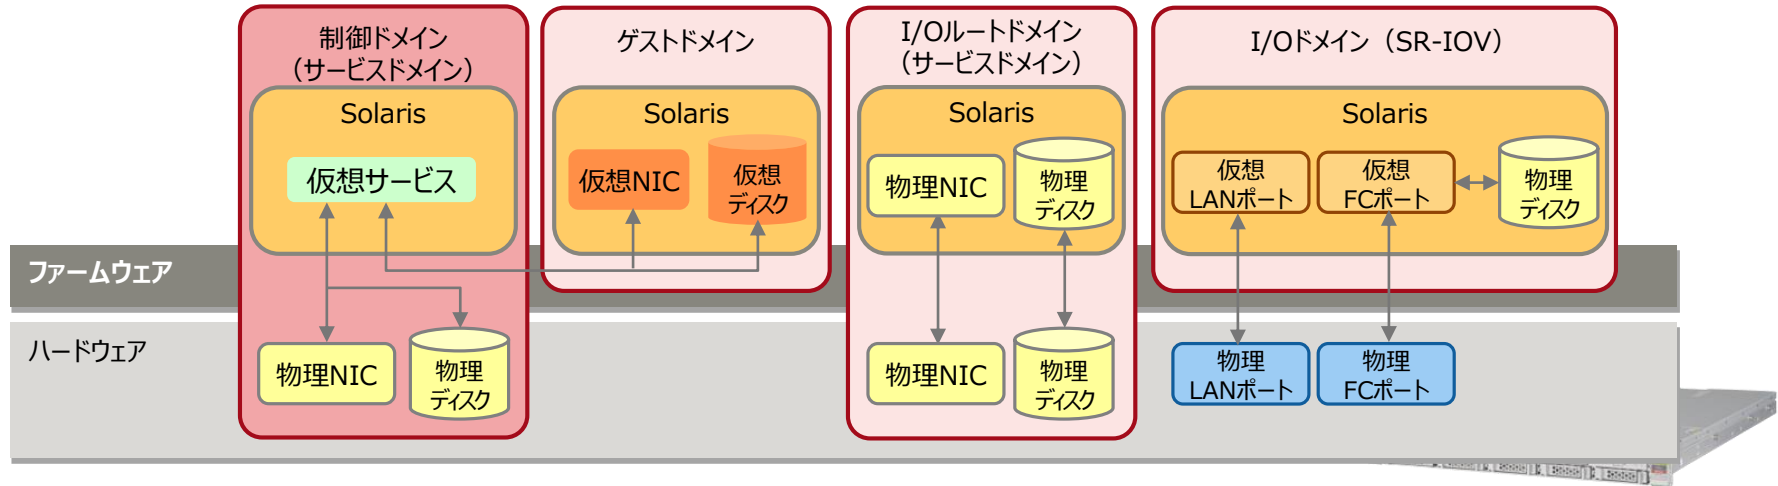 制御ドメイン
（サービスドメイン）
Solaris
仮想サービス
物理NIC
物理
ディスク
ゲストドメイン
Solaris
仮想NIC
仮想
ディスク
I/Oルートドメイン
（サービスドメイン）
Solaris
物理NIC
物理
ディスク
物理NIC
物理
ディスク
I/Oドメイン（SR-IOV）
Solaris
仮想
LANポート
仮想
FCポート
物理
ディスク
物理
LANポート
物理
FCポート
ファームウェア
ハードウェア